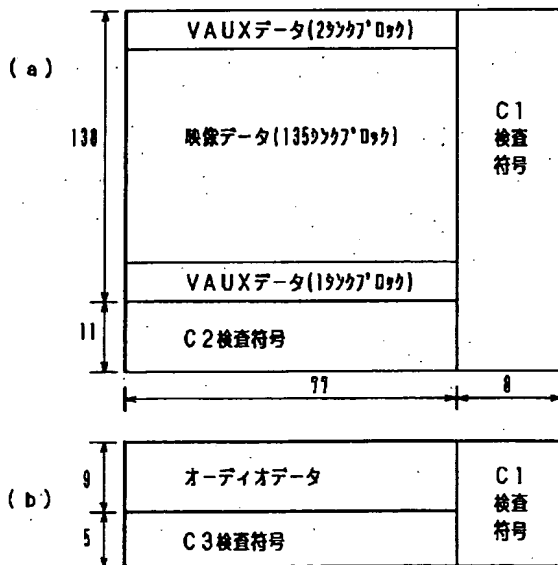 (a)
VAUXデータ(2ｼﾝｸﾌﾞﾛｯｸ)
138
映像データ(135ｼﾝｸﾌﾞﾛｯｸ)
C1
検査
符号
VAUXデータ(1ｼﾝｸﾌﾞﾛｯｸ)
11
C2検査符号
77
8
(b)
9
オーディオデータ
5
C3検査符号
C1
検査
符号